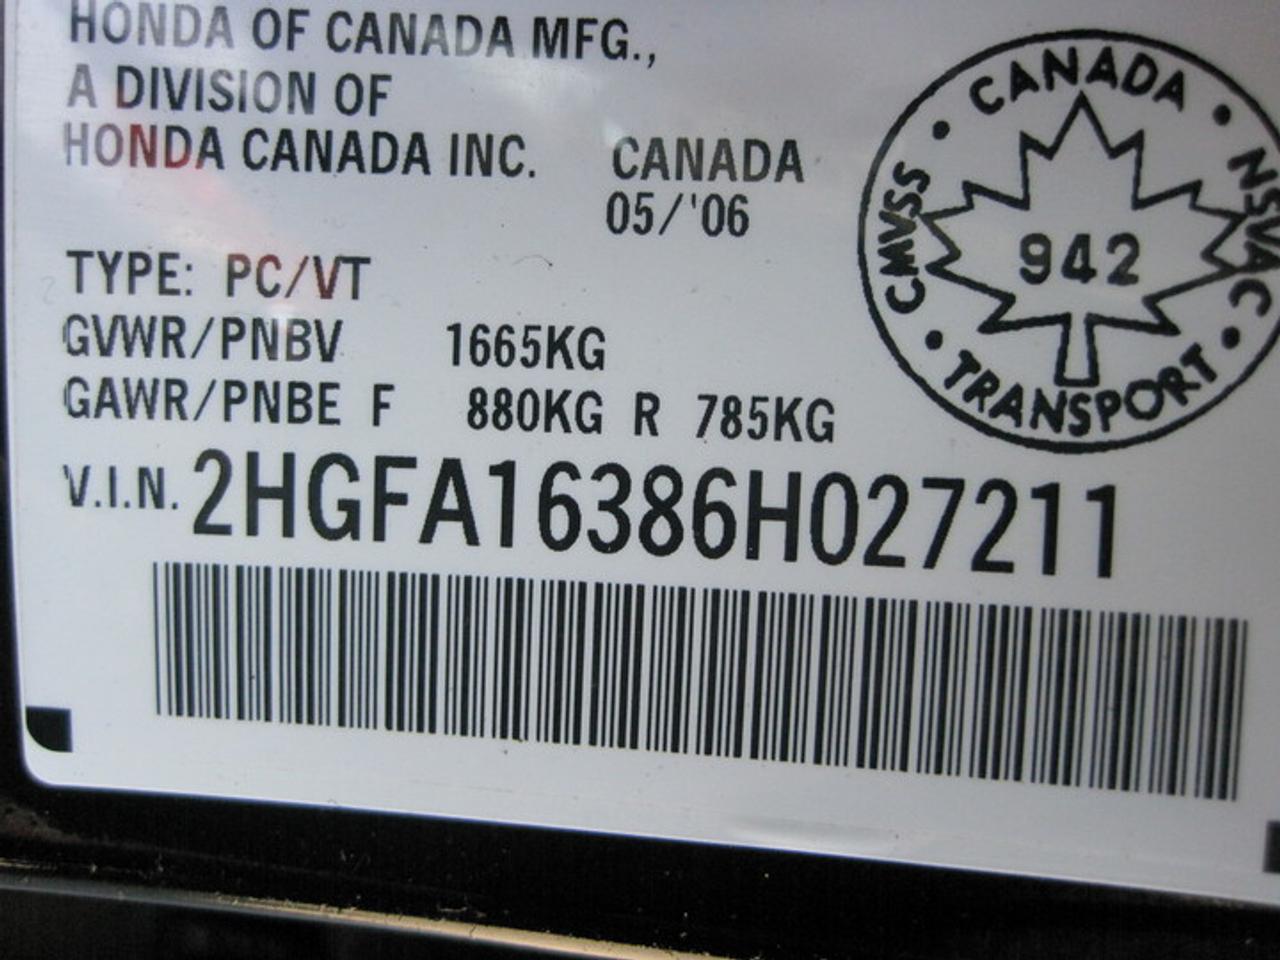 HONDA OF CANADA MFG.,
A DIVISION OF
HONDA CANADA INC. CANADA
05/'06
TYPE: PC/VT
GVWR/PNBV 1665KG
GAWR/PNBE F 880KG R 785KG
V.I.N. 2HGFA16386H027211
CANADA • NSVAC • TRANSPORT • CMVSS •
942